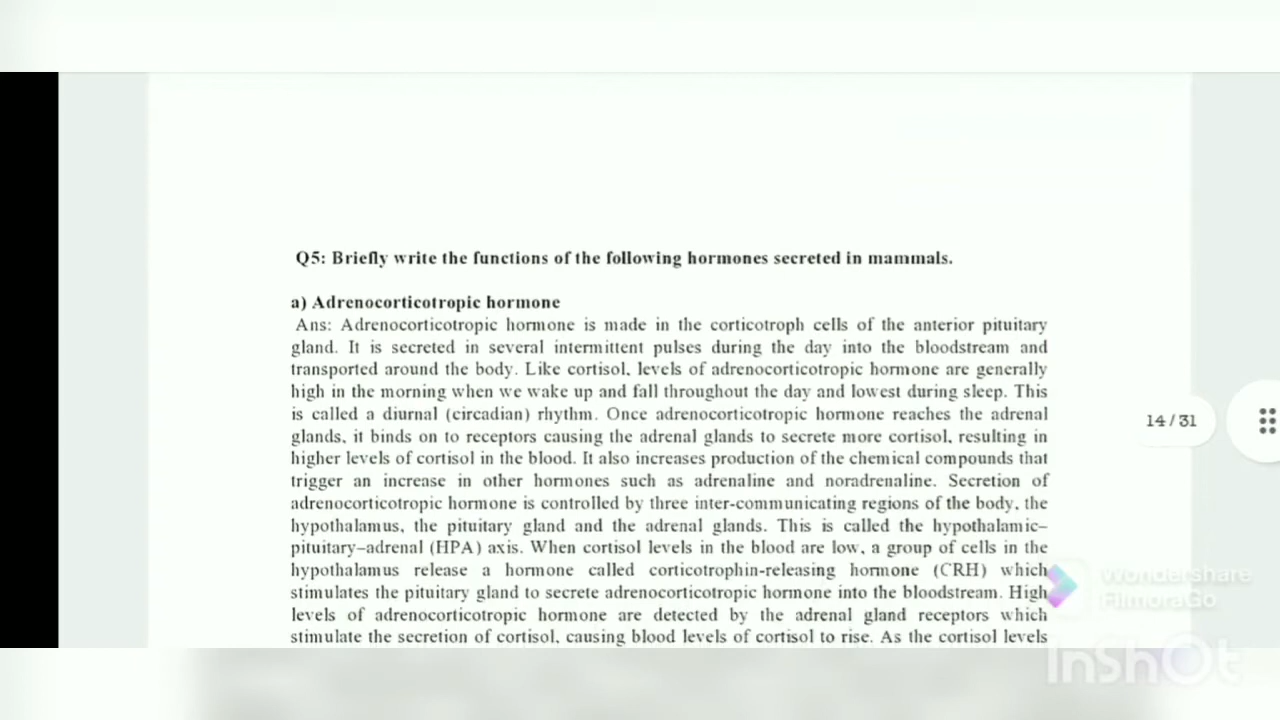 Q5: Briefly write the functions of the following hormones secreted in mammals.
a) Adrenocorticotropic hormone
Ans: Adrenocorticotropic hormone is made in the corticotroph cells of the anterior pituitary
gland. It is secreted in several intermittent pulses during the day into the bloodstream and
transported around the body. Like cortisol, levels of adrenocorticotropic hormone are generally
high in the morning when we wake up and fall throughout the day and lowest during sleep. This
is called a diurnal (circadian) rhythm. Once adrenocorticotropic hormone reaches the adrenal
glands, it binds on to receptors causing the adrenal glands to secrete more cortisol, resulting in
higher levels of cortisol in the blood. It also increases production of the chemical compounds that
trigger an increase in other hormones such as adrenaline and noradrenaline. Secretion of
adrenocorticotropic hormone is controlled by three inter-communicating regions of the body, the
hypothalamus, the pituitary gland and the adrenal glands. This is called the hypothalamic–
pituitary–adrenal (HPA) axis. When cortisol levels in the blood are low, a group of cells in the
hypothalamus release a hormone called corticotrophin-releasing hormone (CRH) which
stimulates the pituitary gland to secrete adrenocorticotropic hormone into the bloodstream. High
levels of adrenocorticotropic hormone are detected by the adrenal gland receptors which
stimulate the secretion of cortisol, causing blood levels of cortisol to rise. As the cortisol levels
14/31
Wondershare
FilmoraGo
InShOt